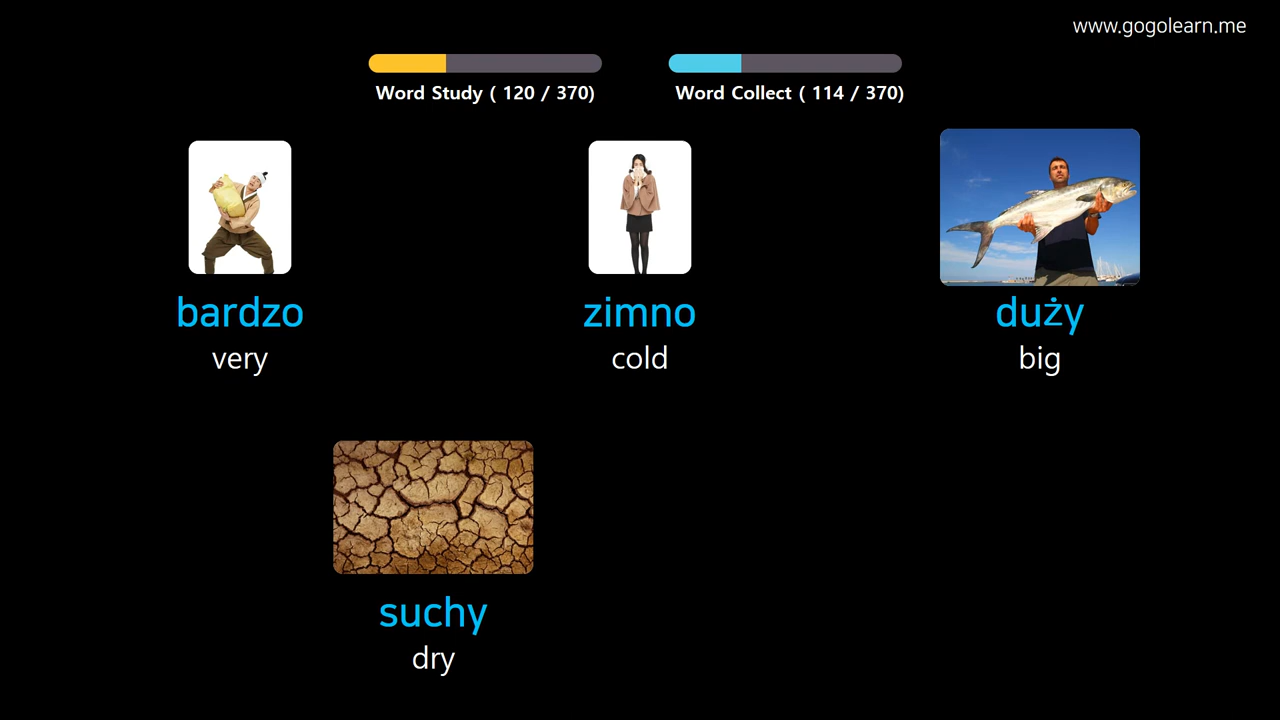 www.gogolearn.me
Word Study ( 120 / 370)
Word Collect ( 114 / 370)
bardzo
very
zimno
cold
duży
big
suchy
dry